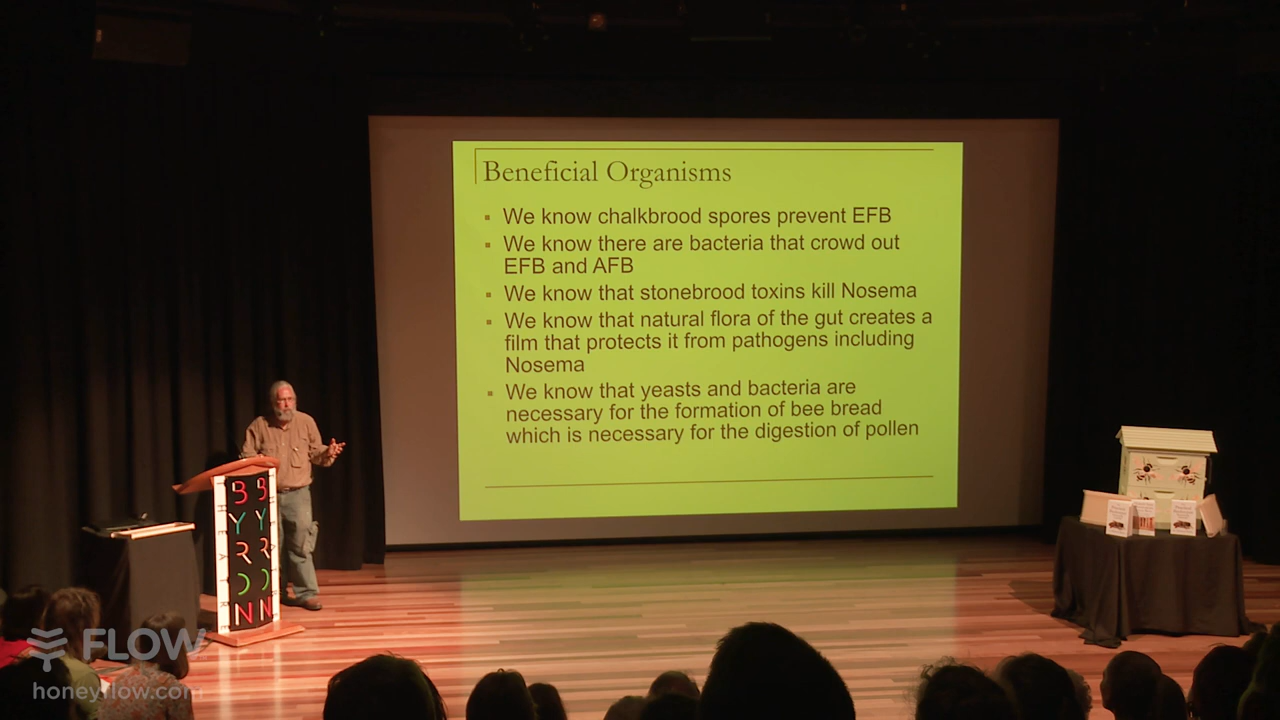 Beneficial Organisms
▪ We know chalkbrood spores prevent EFB
▪ We know there are bacteria that crowd out
EFB and AFB
▪ We know that stonebrood toxins kill Nosema
▪ We know that natural flora of the gut creates a
film that protects it from pathogens including
Nosema
▪ We know that yeasts and bacteria are
necessary for the formation of bee bread
which is necessary for the digestion of pollen
BYRON
BYRON
THEATRE
FLOW
honeyflow.com